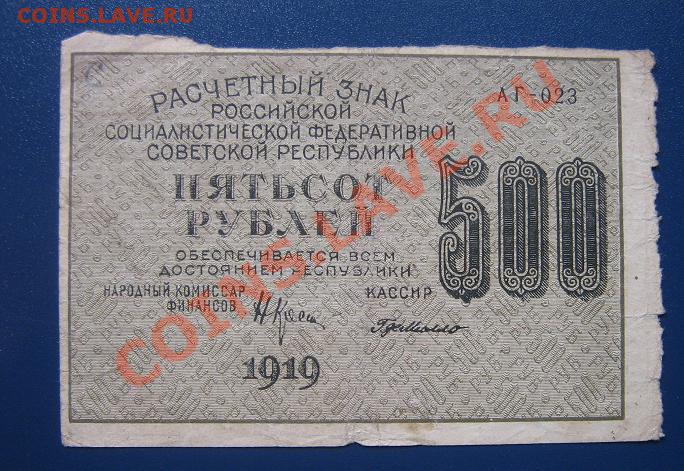 COINS.LAVE.RU
АГ-023
РАСЧЕТНЫЙ ЗНАК
РОССИЙСКОЙ
СОЦИАЛИСТИЧЕСКОЙ ФЕДЕРАТИВНОЙ
СОВЕТСКОЙ РЕСПУБЛИКИ
ПЯТЬСОТ
РУБЛЕЙ
500
ОБЕСПЕЧИВАЕТСЯ ВСЕМ
ДОСТОЯНИЕМ РЕСПУБЛИКИ
НАРОДНЫЙ КОМИССАР
ФИНАНСОВ
КАССИР
1919
COINS.LAVE.RU